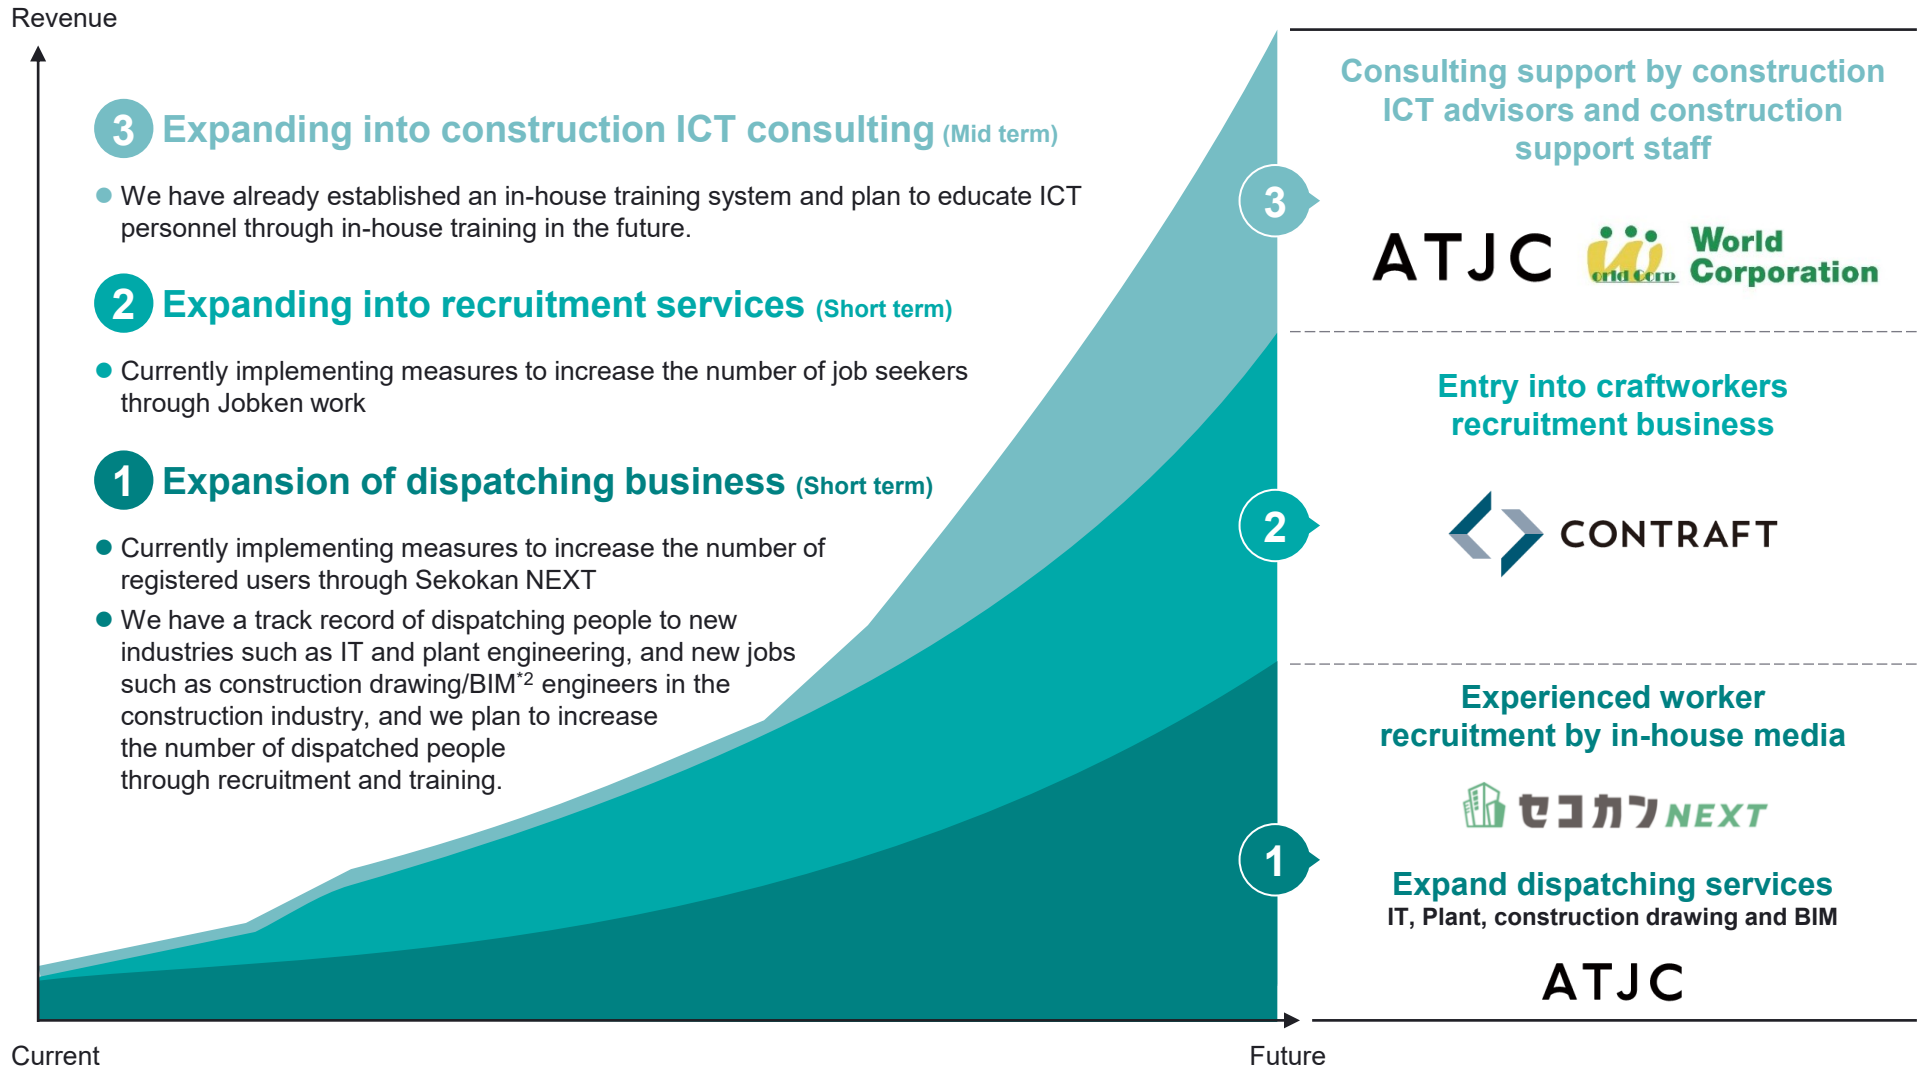 Revenue
3 Expanding into construction ICT consulting (Mid term)
● We have already established an in-house training system and plan to educate ICT
personnel through in-house training in the future.
2 Expanding into recruitment services (Short term)
● Currently implementing measures to increase the number of job seekers
through Jobken work
1 Expansion of dispatching business (Short term)
● Currently implementing measures to increase the number of
registered users through Sekokan NEXT
● We have a track record of dispatching people to new
industries such as IT and plant engineering, and new jobs
such as construction drawing/BIM*2 engineers in the
construction industry, and we plan to increase
the number of dispatched people
through recruitment and training.
Current
Future
3
Consulting support by construction
ICT advisors and construction
support staff
ATJC
orld Corp.
World
Corporation
2
Entry into craftworkers
recruitment business
CONTRAFT
1
Experienced worker
recruitment by in-house media
セコカンNEXT
Expand dispatching services
IT, Plant, construction drawing and BIM
ATJC